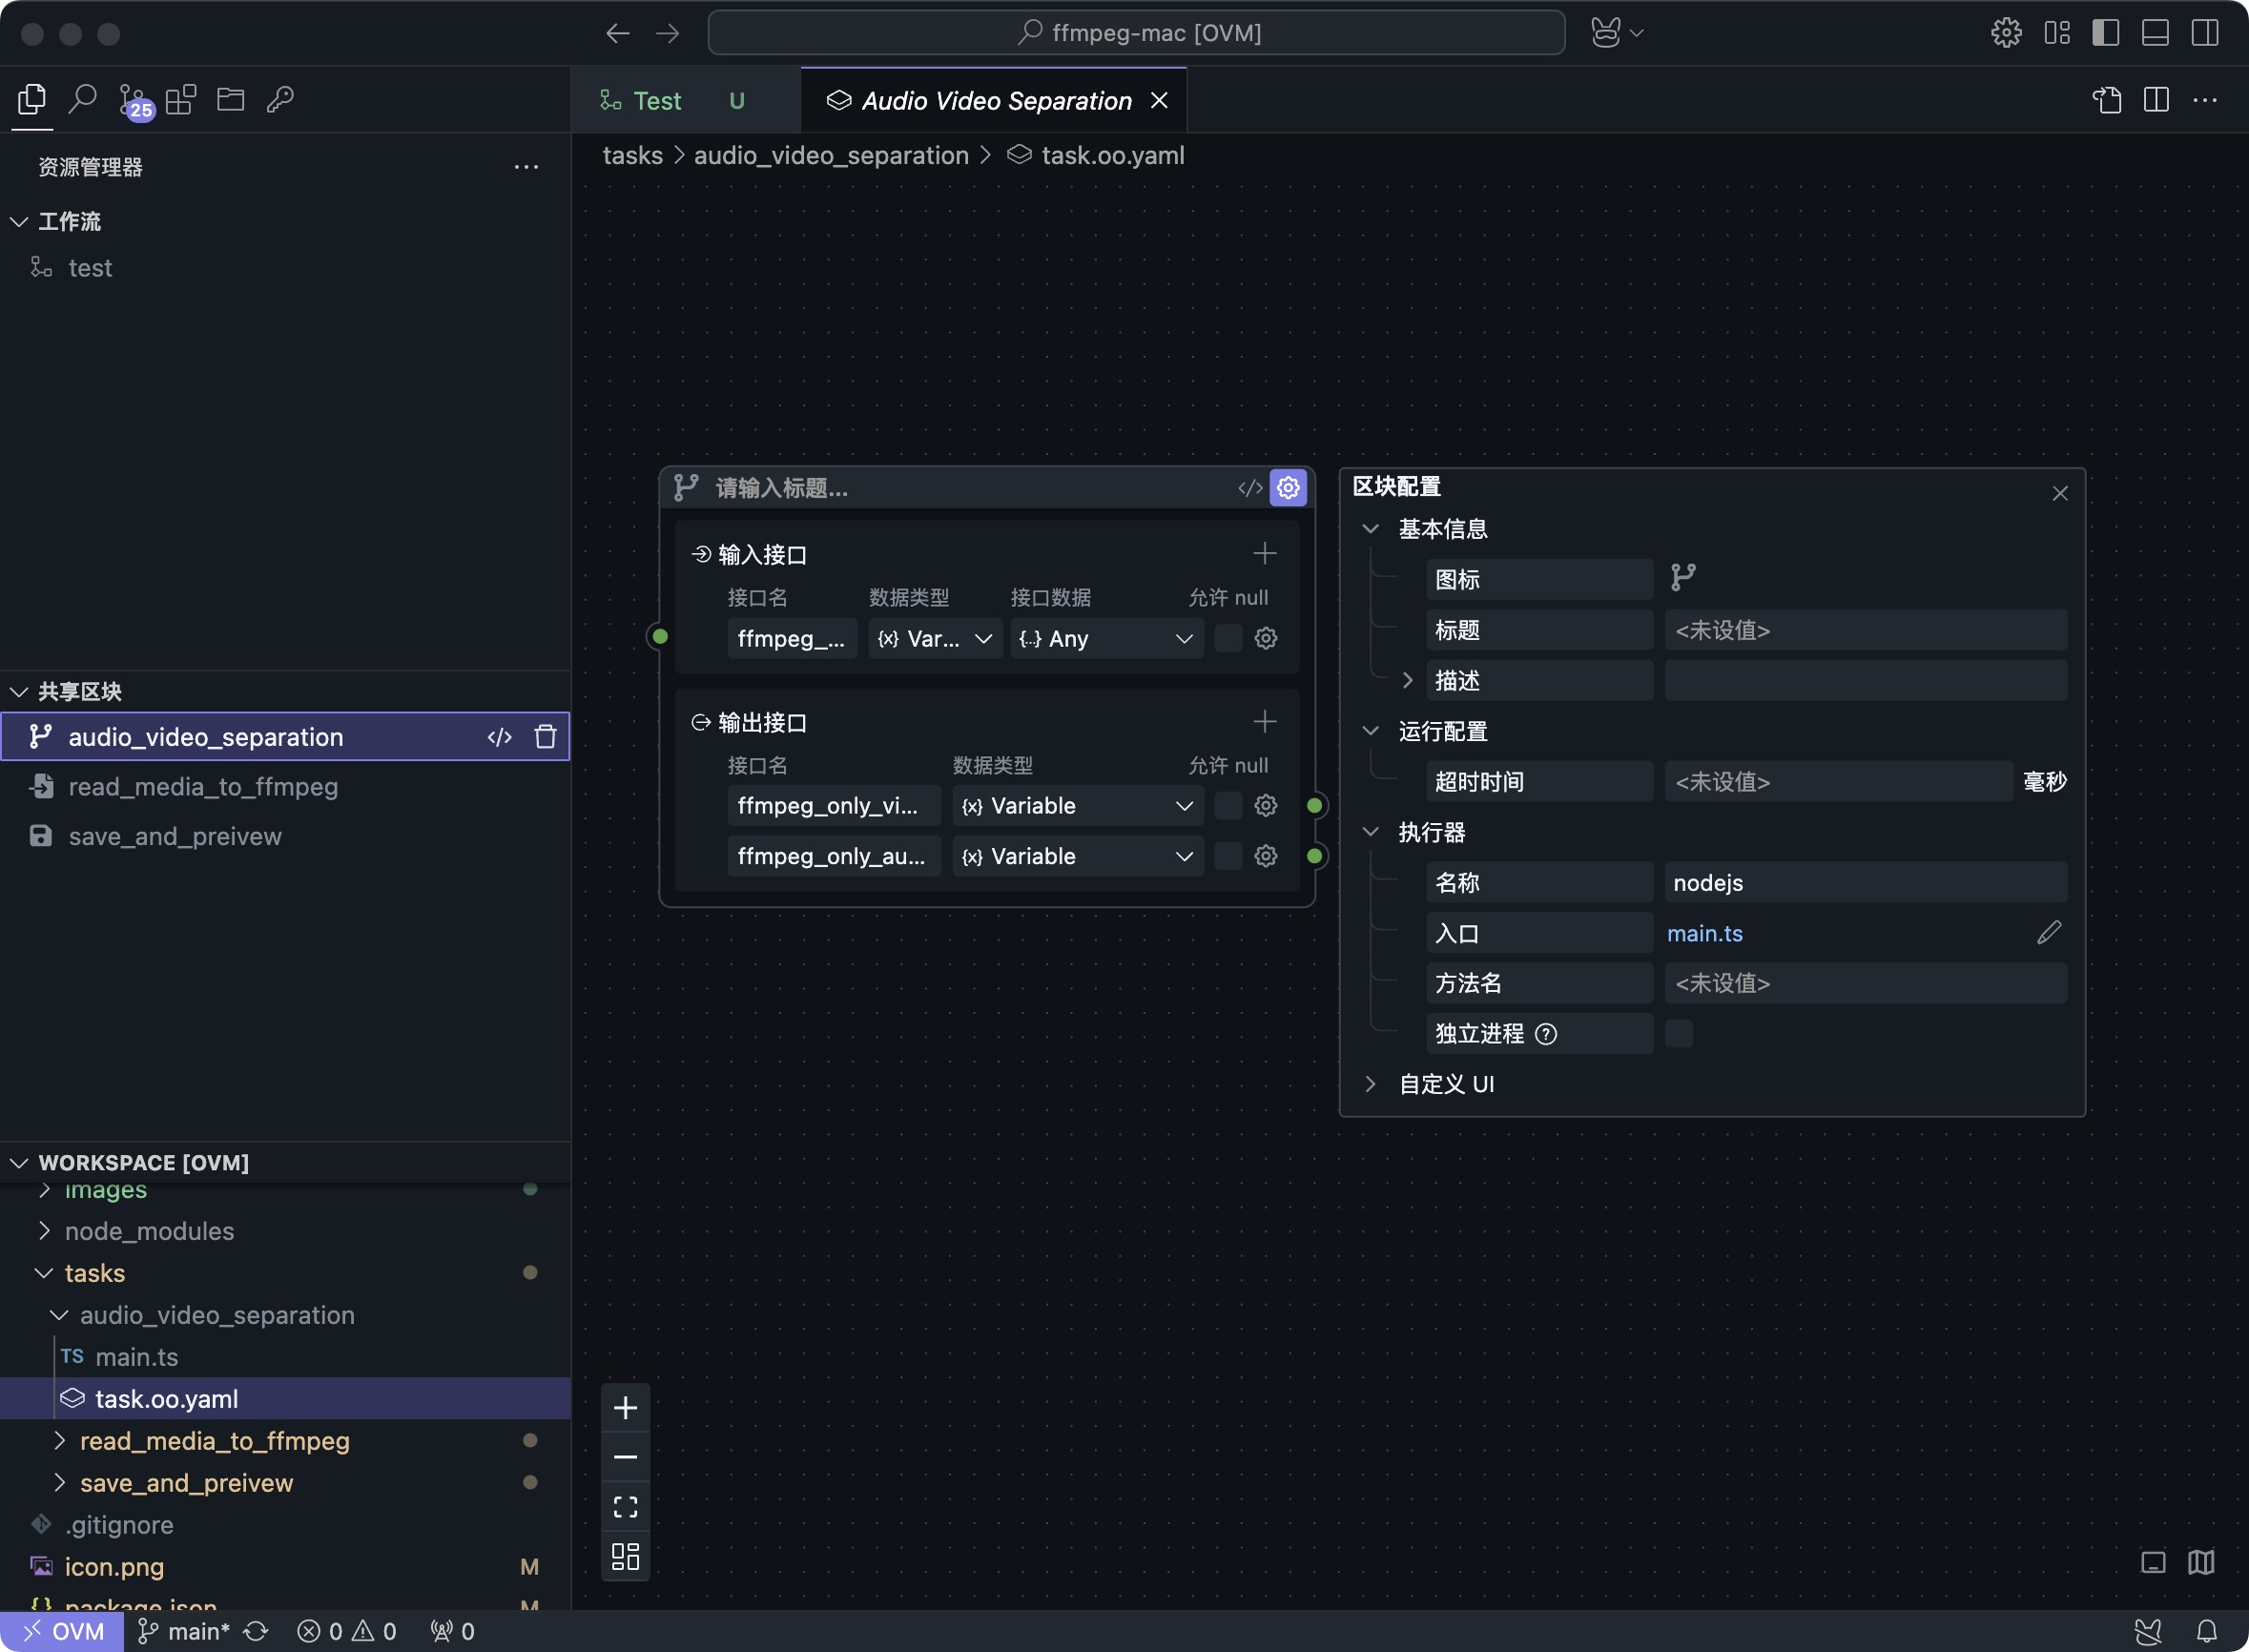 ffmpeg-mac [OVM]
25
Test U
Audio Video Separation
资源管理器
tasks audio_video_separation task.oo.yaml
工作流
test
共享区块
audio_video_separation </>
read_media_to_ffmpeg
save_and_preivew
请输入标题... </>
输入接口
接口名 数据类型 接口数据 允许 null
ffmpeg_... {x} Var... {...} Any
输出接口
接口名 数据类型 允许 null
ffmpeg_only_vi... {x} Variable
ffmpeg_only_au... {x} Variable
区块配置
基本信息
图标
标题 <未设值>
描述
运行配置
超时时间 <未设值> 毫秒
执行器
名称 nodejs
入口 main.ts
方法名 <未设值>
独立进程 ?
自定义 UI
WORKSPACE [OVM]
images
node_modules
tasks
audio_video_separation
TS main.ts
task.oo.yaml
read_media_to_ffmpeg
save_and_preivew
.gitignore
icon.png M
{} package.json M
OVM main* 0 0 0